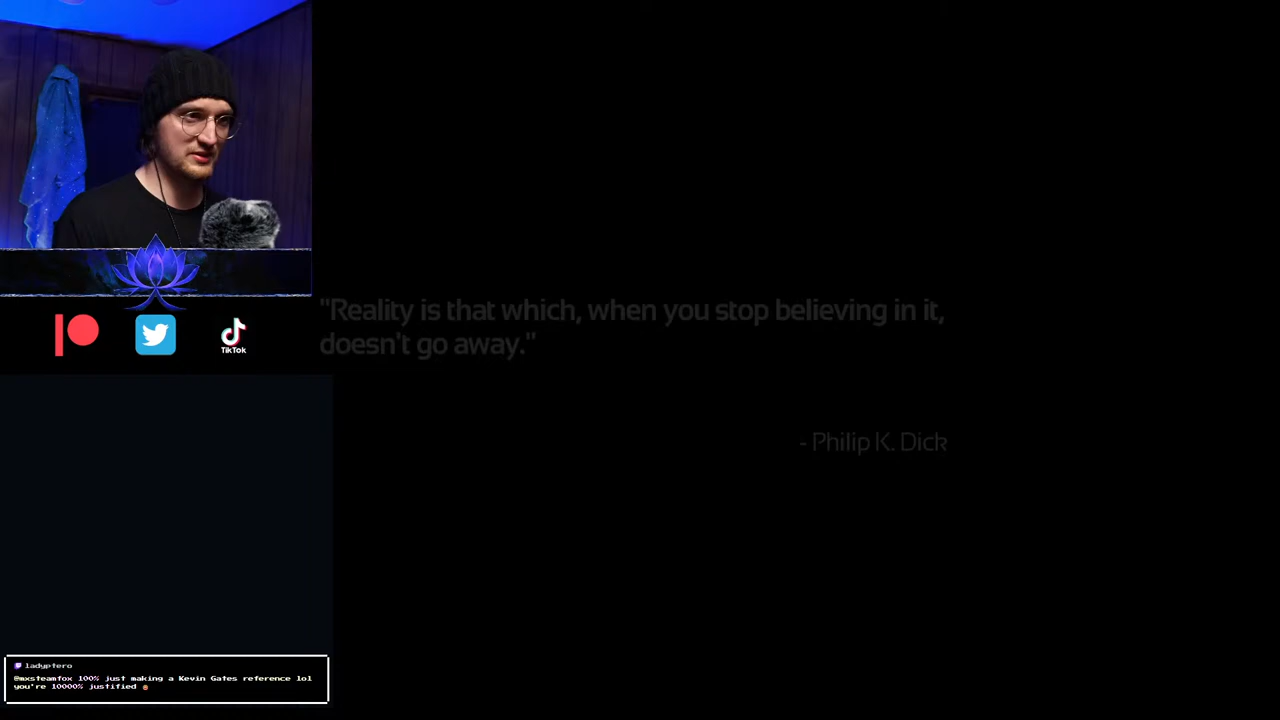 "Reality is that which, when you stop believing in it,
doesn't go away."
- Philip K. Dick
TikTok
ladyptero
@mxsteamfox 100% just making a Kevin Gates reference lol
you're 10000% justified